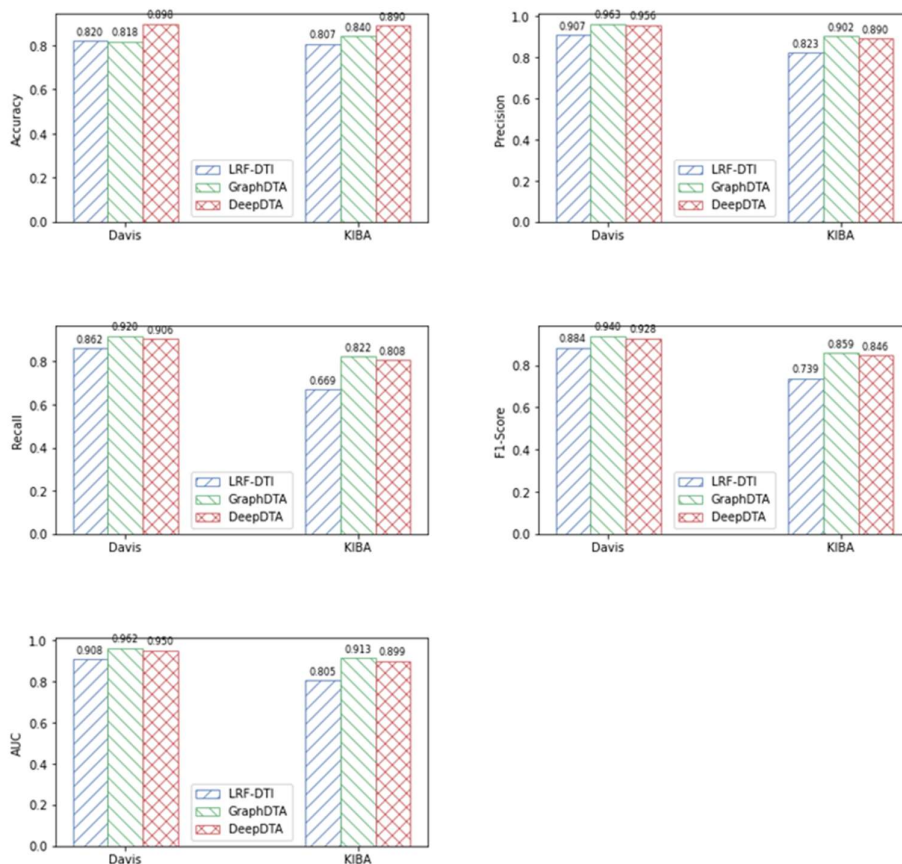 Accuracy
0.8
0.6
0.4
0.2
0.0
0.820
0.818
0.898
0.807
0.840
0.890
LRF-DTI
GraphDTA
DeepDTA
Davis
KIBA
Precision
1.0
0.8
0.6
0.4
0.2
0.0
0.907
0.963
0.956
0.823
0.902
0.890
LRF-DTI
GraphDTA
DeepDTA
Davis
KIBA
Recall
0.8
0.6
0.4
0.2
0.0
0.862
0.920
0.906
0.669
0.822
0.808
LRF-DTI
GraphDTA
DeepDTA
Davis
KIBA
F1-Score
0.8
0.6
0.4
0.2
0.0
0.884
0.940
0.928
0.739
0.859
0.846
LRF-DTI
GraphDTA
DeepDTA
Davis
KIBA
AUC
1.0
0.8
0.6
0.4
0.2
0.0
0.908
0.962
0.950
0.805
0.913
0.899
LRF-DTI
GraphDTA
DeepDTA
Davis
KIBA